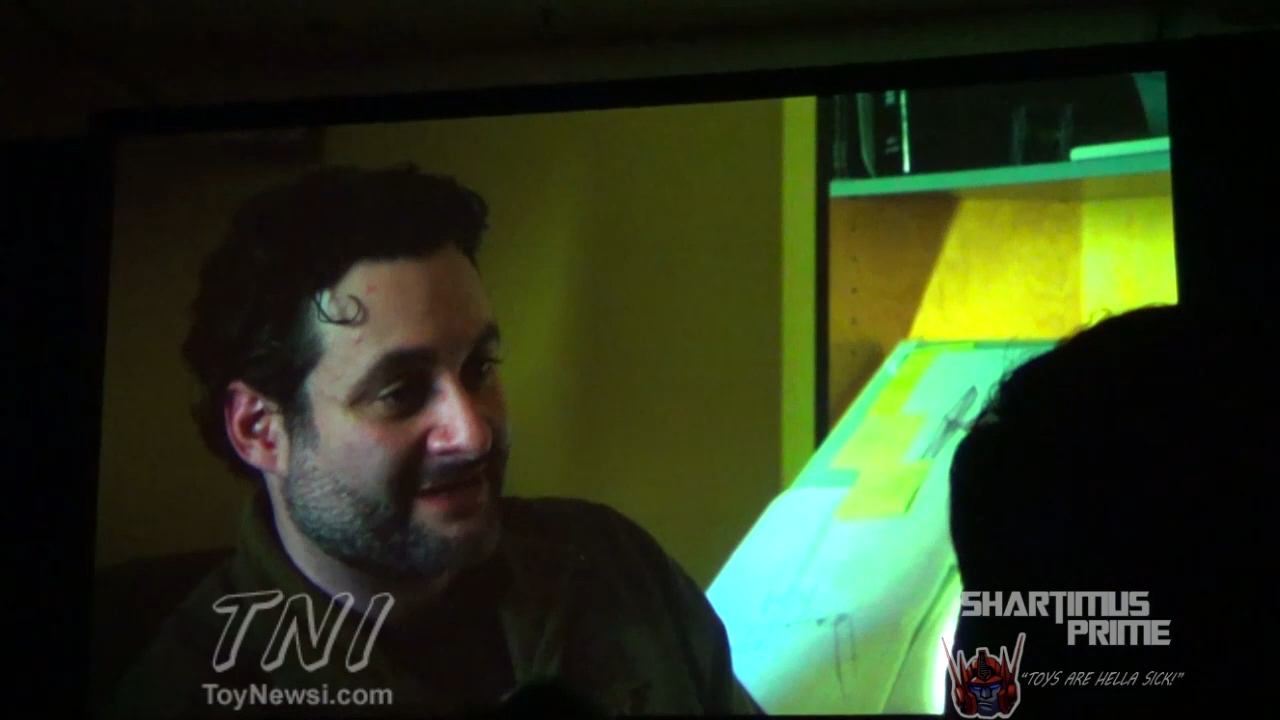 TNI
ToyNewsi.com
SHARTIMUS
PRIME
"TOYS ARE HELLA SICK!"